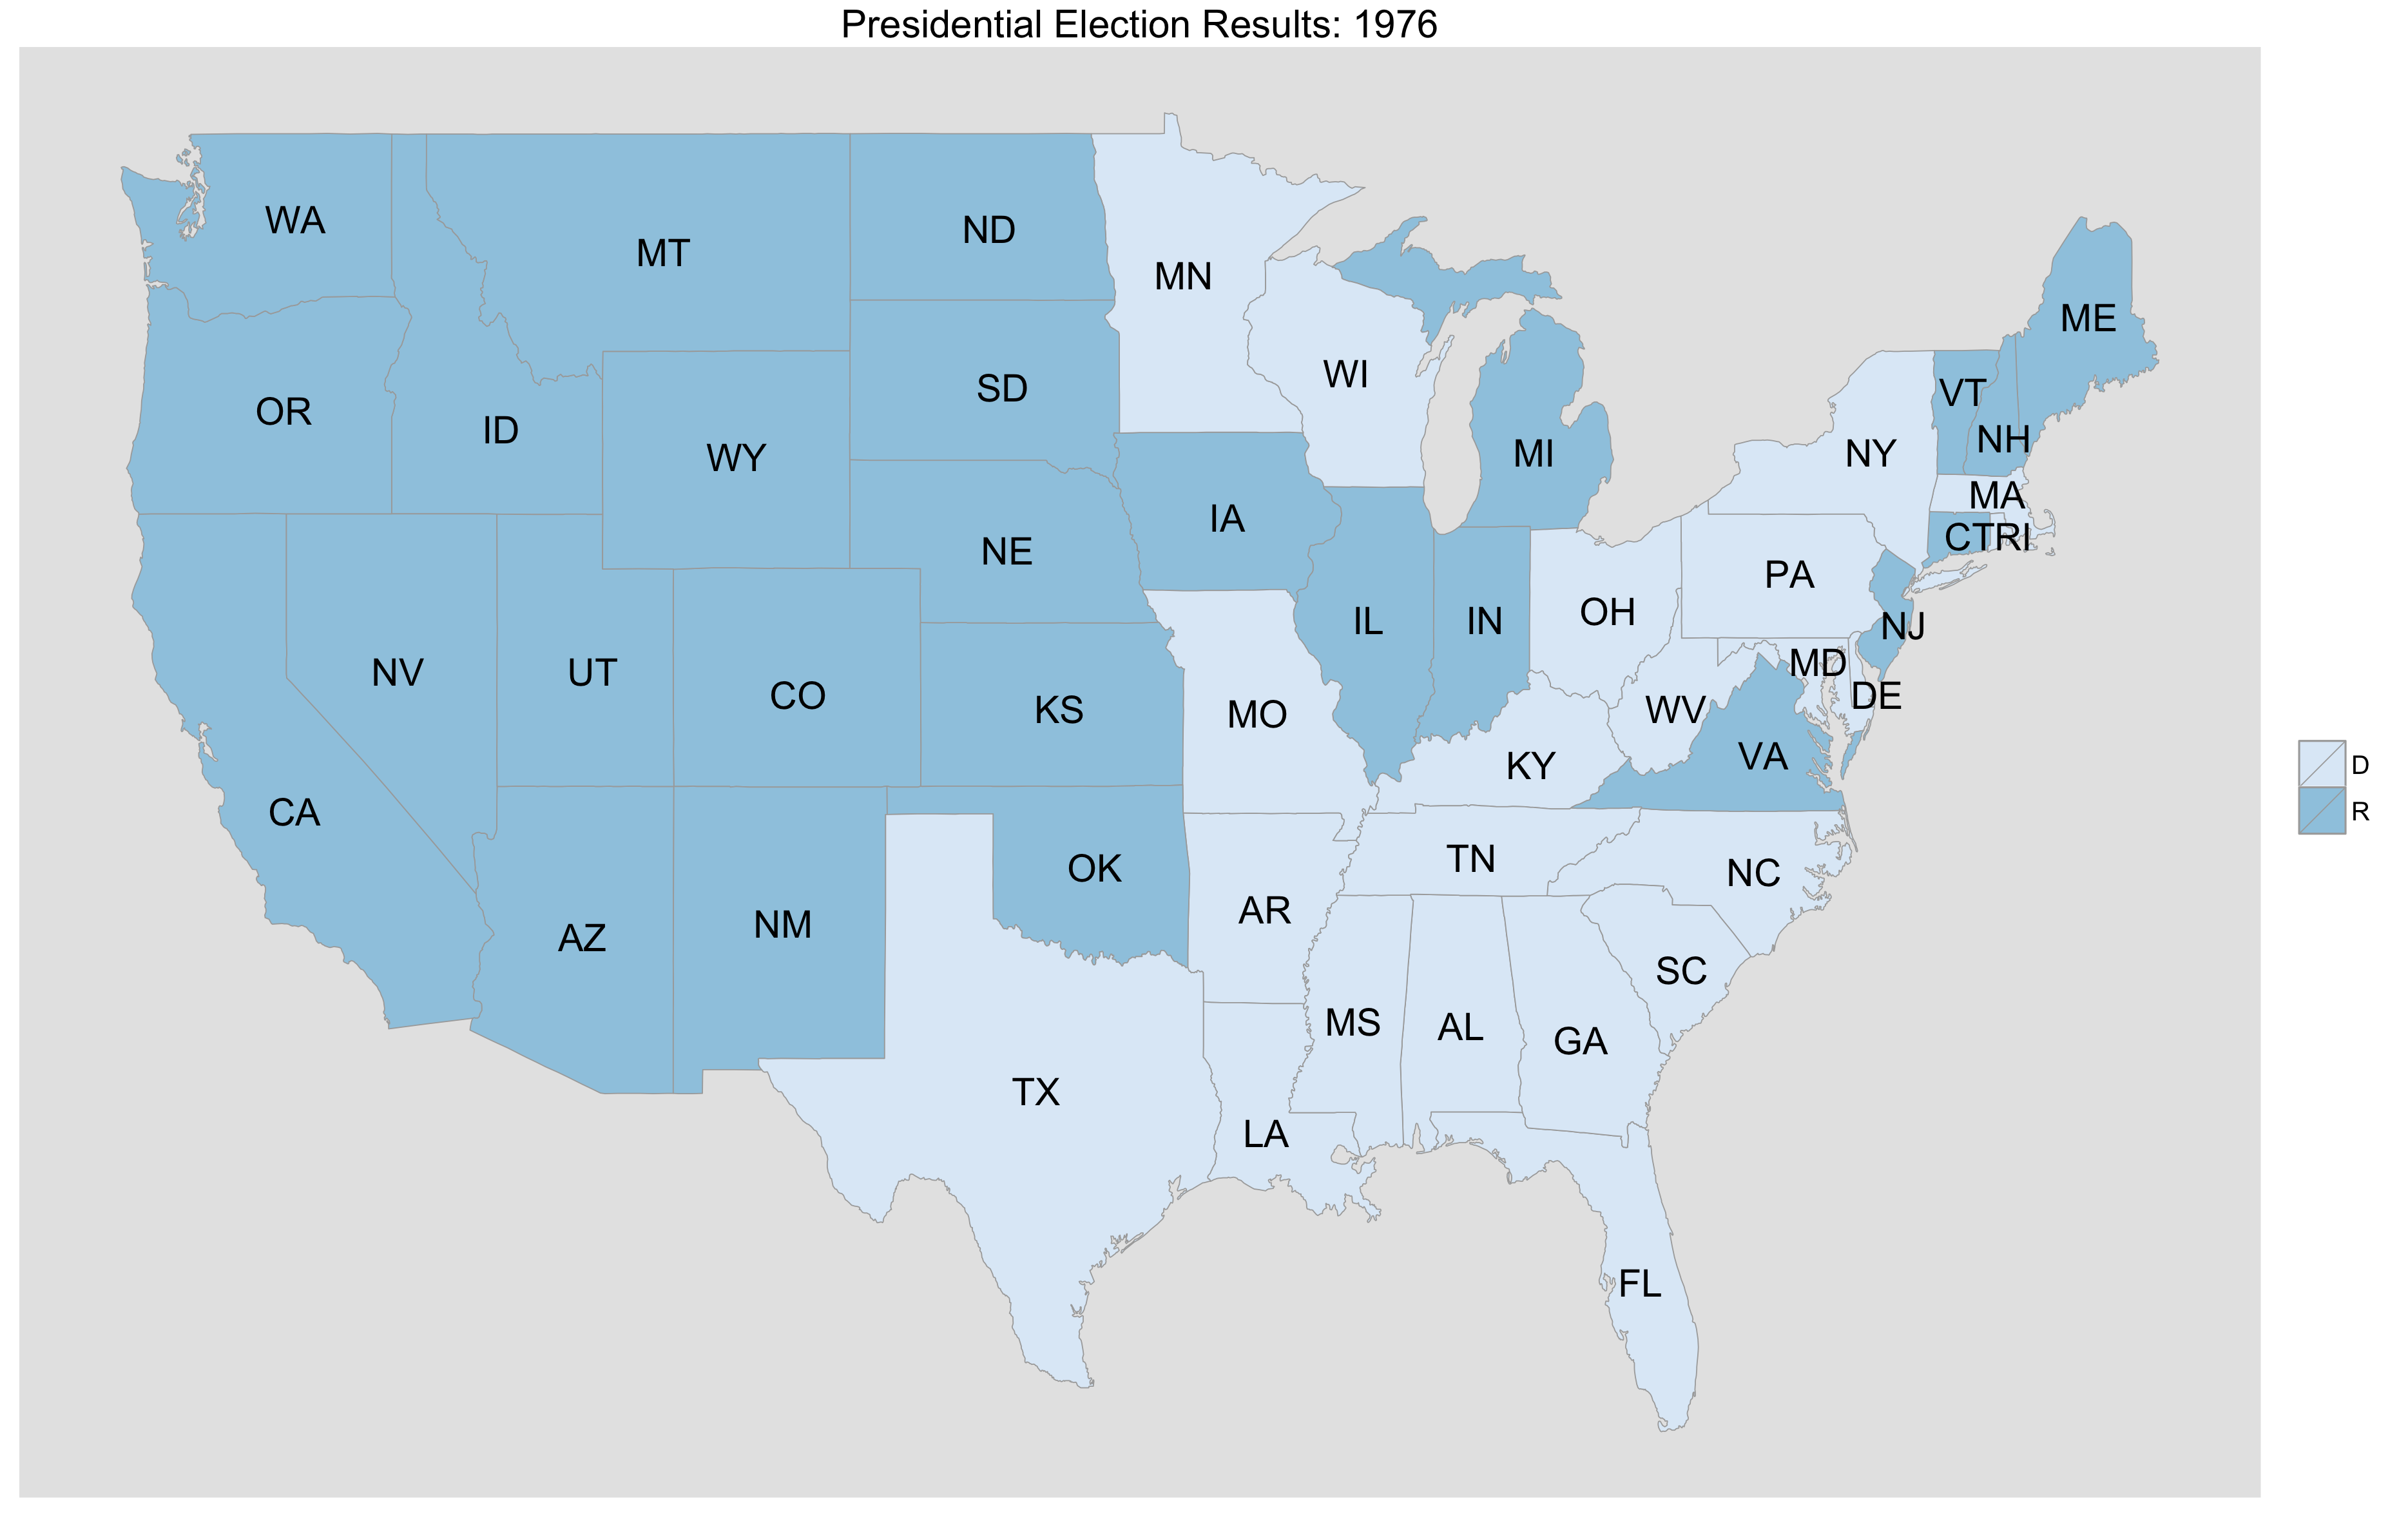 Presidential Election Results: 1976
WA
MT
ND
MN
ME
OR
ID
WY
SD
WI
MI
NY
VT
NH
MA
CT
RI
IA
NE
PA
NJ
IL
IN
OH
MD
DE
NV
UT
CO
KS
MO
WV
VA
KY
CA
OK
AR
TN
NC
AZ
NM
SC
MS
AL
GA
TX
LA
FL
D
R